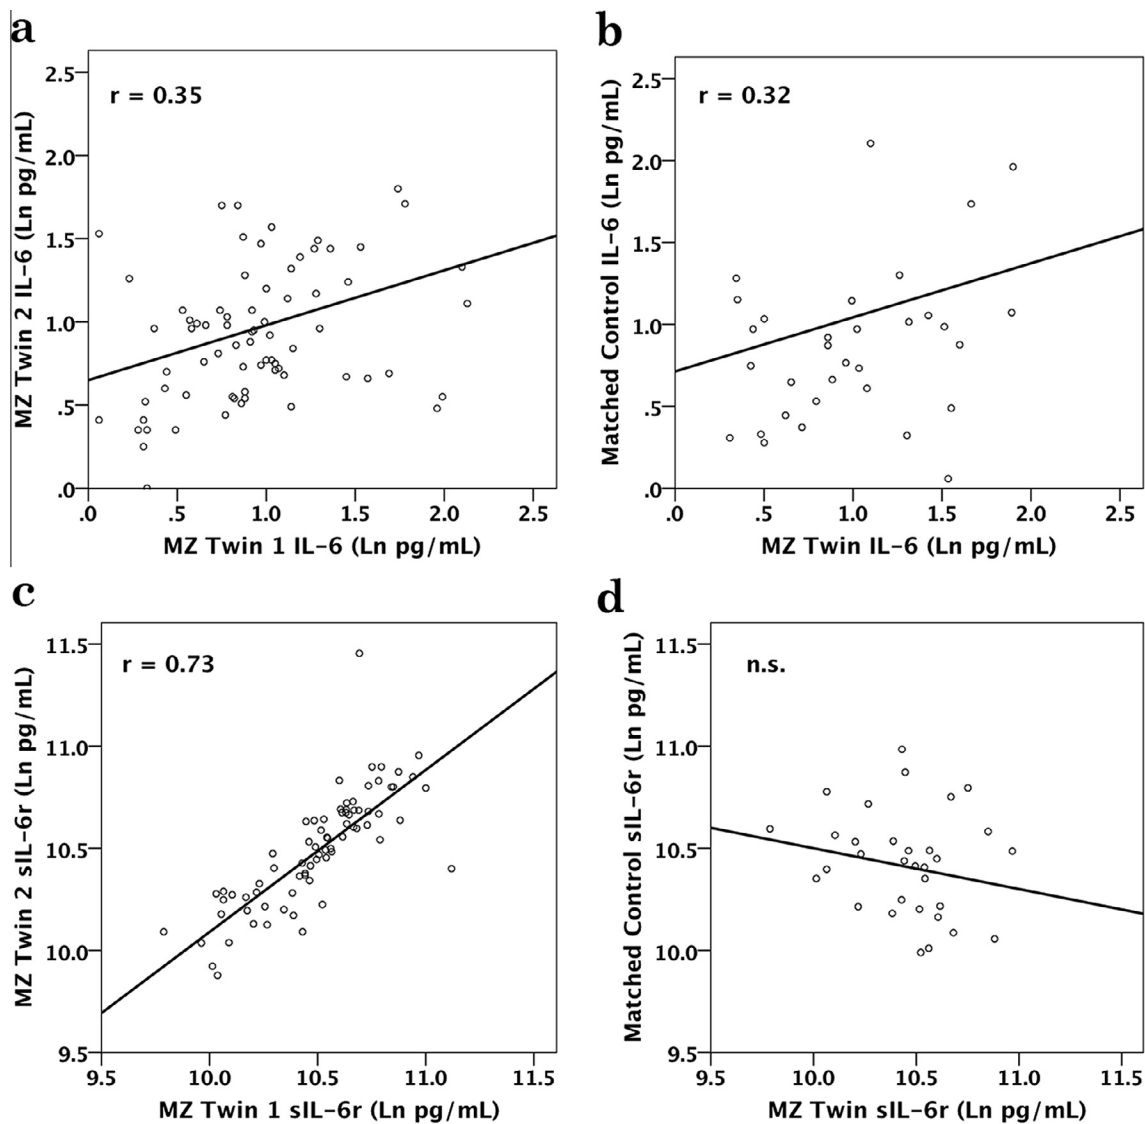 a
r = 0.35
MZ Twin 2 IL-6 (Ln pg/mL)
2.5
2.0
1.5
1.0
.5
.0
.0 .5 1.0 1.5 2.0 2.5
MZ Twin 1 IL-6 (Ln pg/mL)
b
r = 0.32
Matched Control IL-6 (Ln pg/mL)
2.5
2.0
1.5
1.0
.5
.0
.0 .5 1.0 1.5 2.0 2.5
MZ Twin IL-6 (Ln pg/mL)
c
r = 0.73
MZ Twin 2 sIL-6r (Ln pg/mL)
11.5
11.0
10.5
10.0
9.5
9.5 10.0 10.5 11.0 11.5
MZ Twin 1 sIL-6r (Ln pg/mL)
d
n.s.
Matched Control sIL-6r (Ln pg/mL)
11.5
11.0
10.5
10.0
9.5
9.5 10.0 10.5 11.0 11.5
MZ Twin sIL-6r (Ln pg/mL)